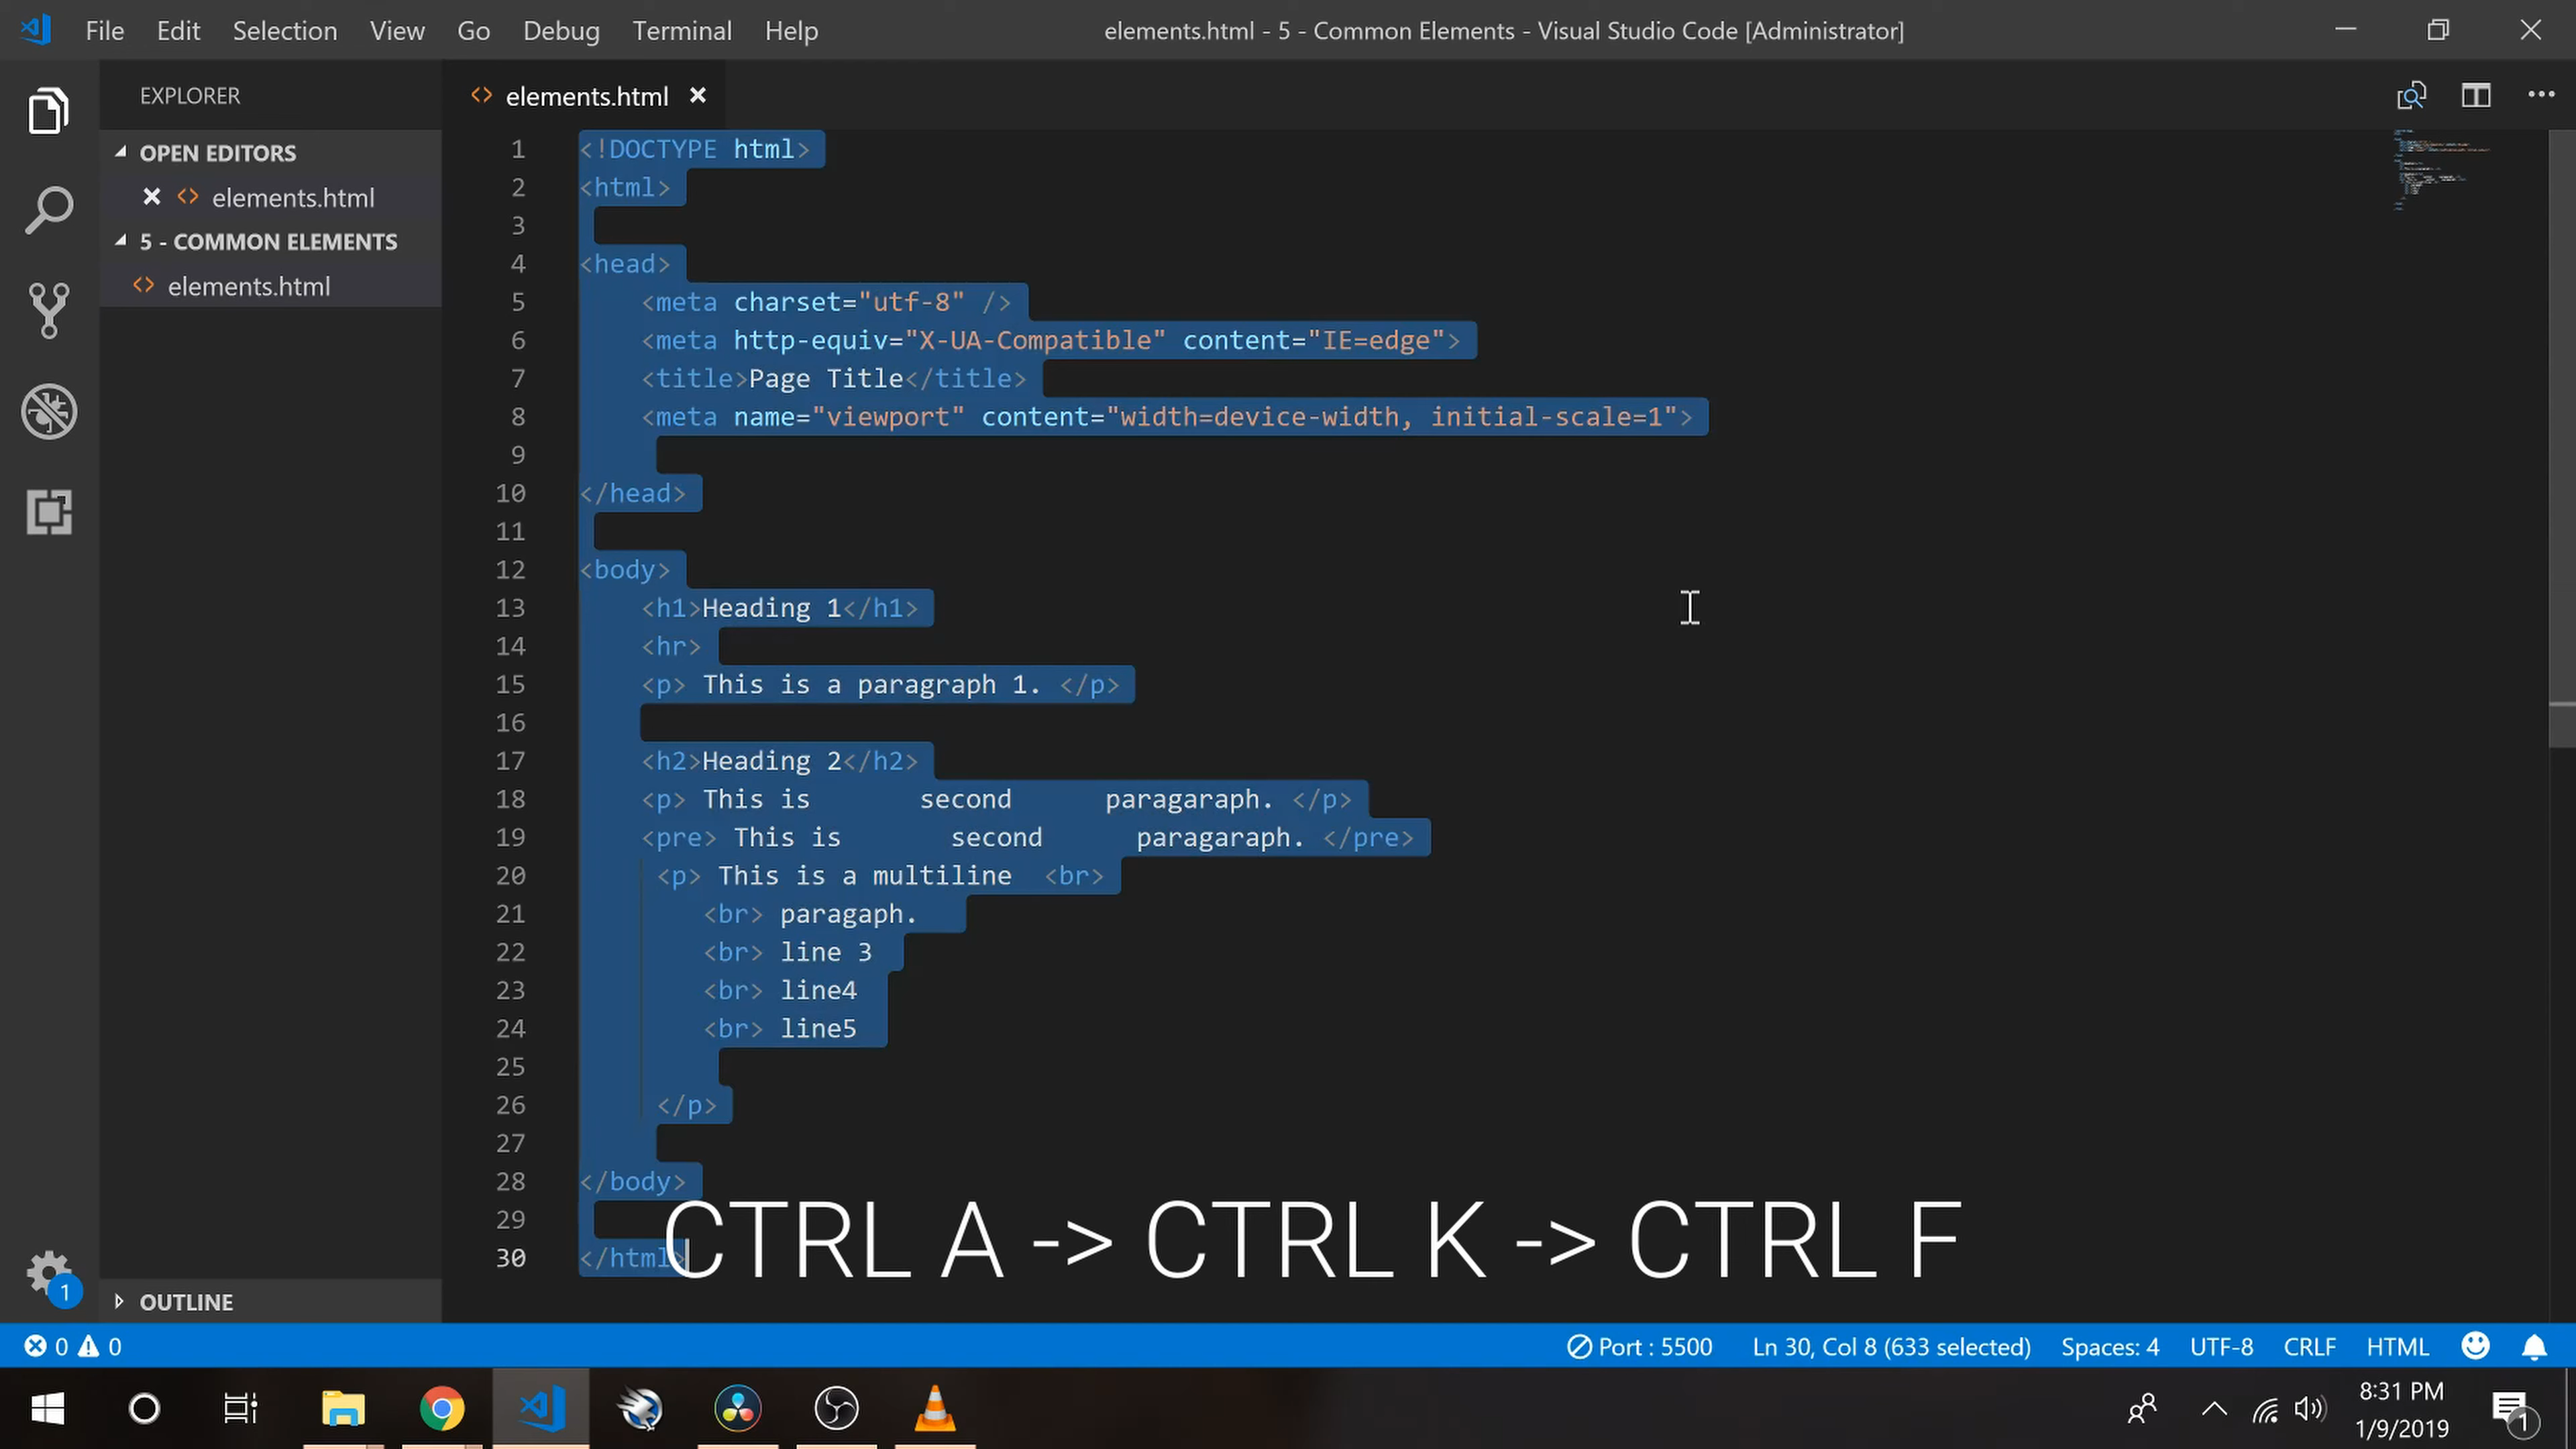 File Edit Selection View Go Debug Terminal Help
elements.html - 5 - Common Elements - Visual Studio Code [Administrator]
EXPLORER
OPEN EDITORS
elements.html
5 - COMMON ELEMENTS
elements.html
OUTLINE
elements.html
1 <!DOCTYPE html>
2 <html>
3
4 <head>
5 <meta charset="utf-8" />
6 <meta http-equiv="X-UA-Compatible" content="IE=edge">
7 <title>Page Title</title>
8 <meta name="viewport" content="width=device-width, initial-scale=1">
9
10 </head>
11
12 <body>
13 <h1>Heading 1</h1>
14 <hr>
15 <p> This is a paragraph 1. </p>
16
17 <h2>Heading 2</h2>
18 <p> This is       second      paragaraph. </p>
19 <pre> This is       second      paragaraph. </pre>
20 <p> This is a multiline  <br>
21 <br> paragaph.
22 <br> line 3
23 <br> line4
24 <br> line5
25
26 </p>
27
28 </body>
29
30 </html>
CTRL A -> CTRL K -> CTRL F
1
0 0 Port : 5500 Ln 30, Col 8 (633 selected) Spaces: 4 UTF-8 CRLF HTML
8:31 PM
1/9/2019
1